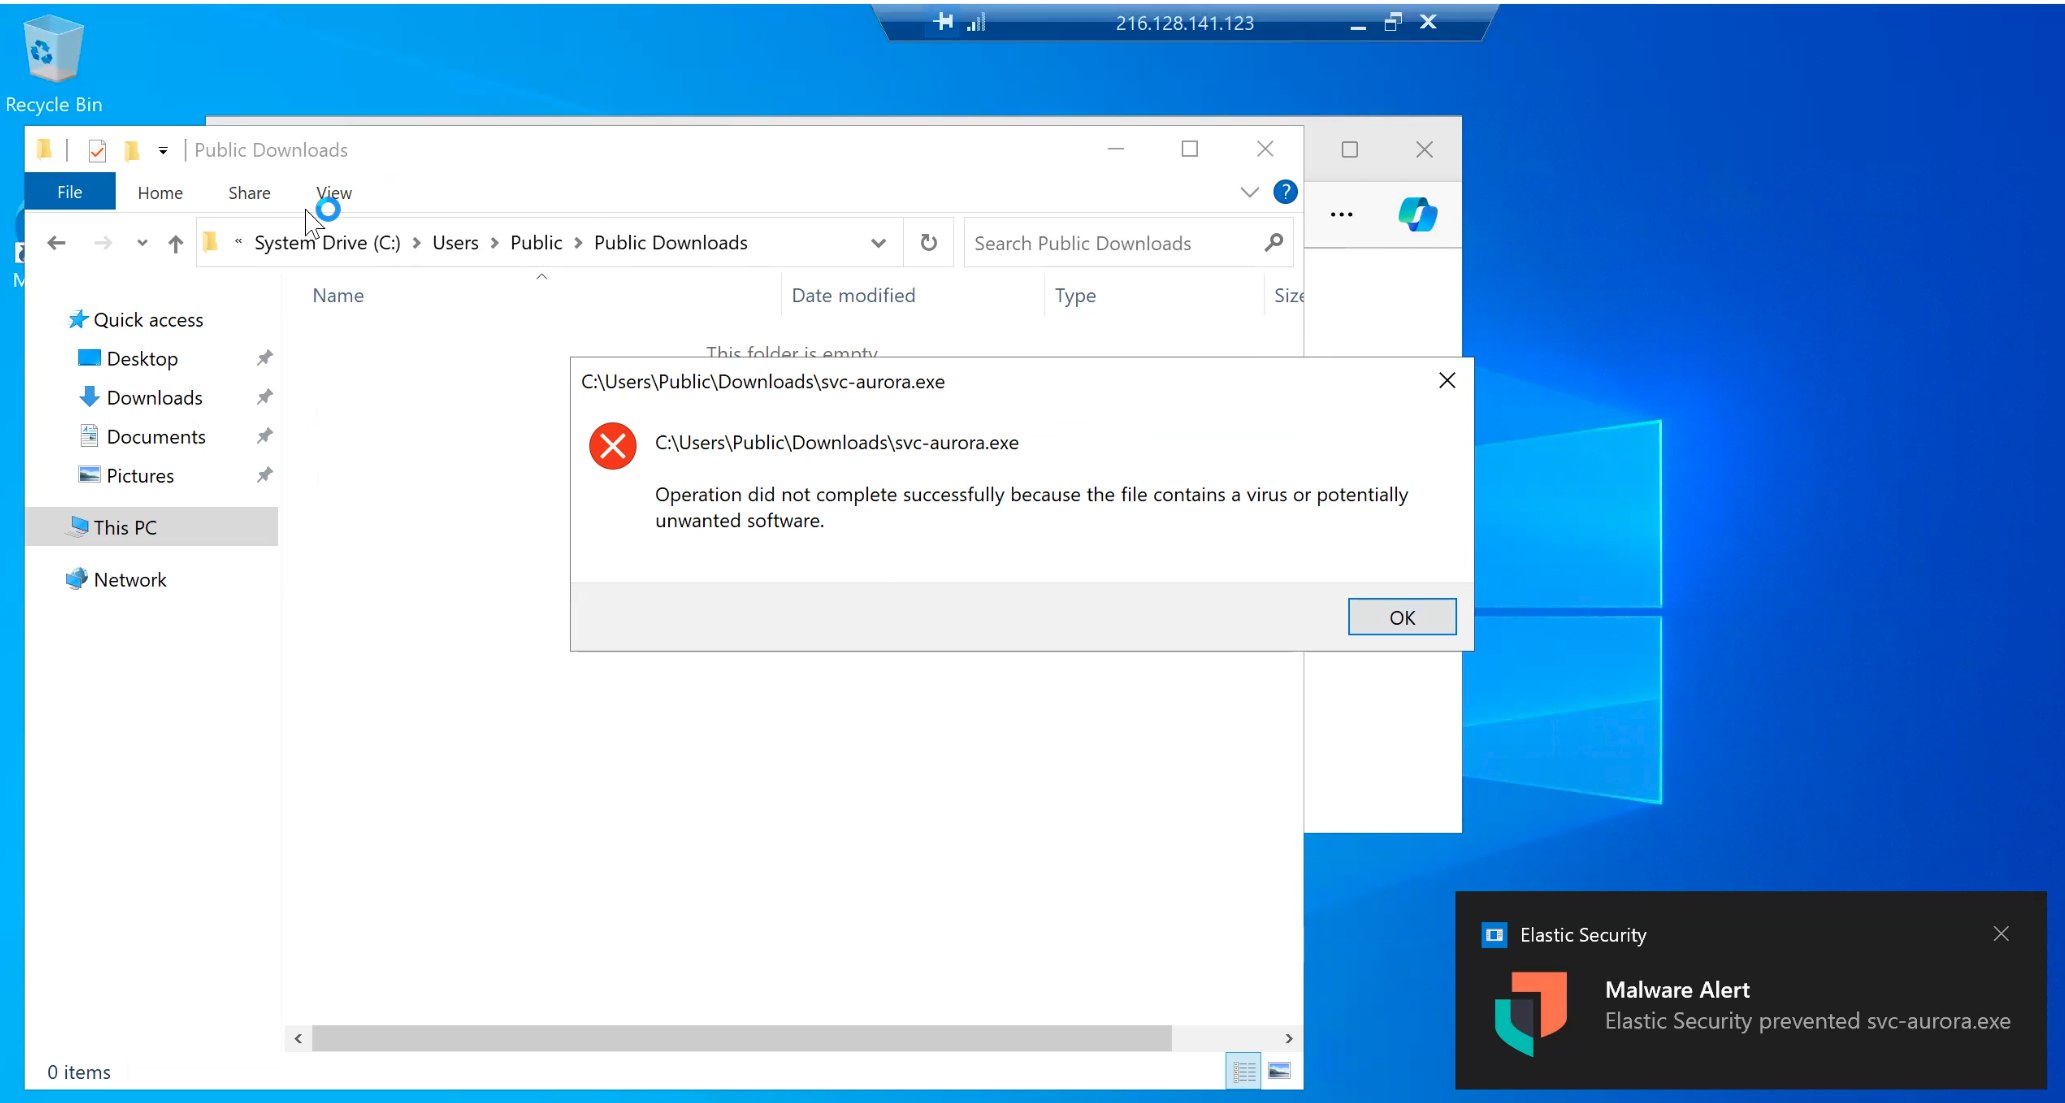 216.128.141.123
Recycle Bin
Public Downloads
File Home Share View
?
« System Drive (C:) > Users > Public > Public Downloads
Search Public Downloads
Name Date modified Type Size
M
Quick access
Desktop
Downloads
Documents
Pictures
This PC
Network
This folder is empty.
C:\Users\Public\Downloads\svc-aurora.exe
C:\Users\Public\Downloads\svc-aurora.exe
Operation did not complete successfully because the file contains a virus or potentially
unwanted software.
OK
0 items
Elastic Security
Malware Alert
Elastic Security prevented svc-aurora.exe